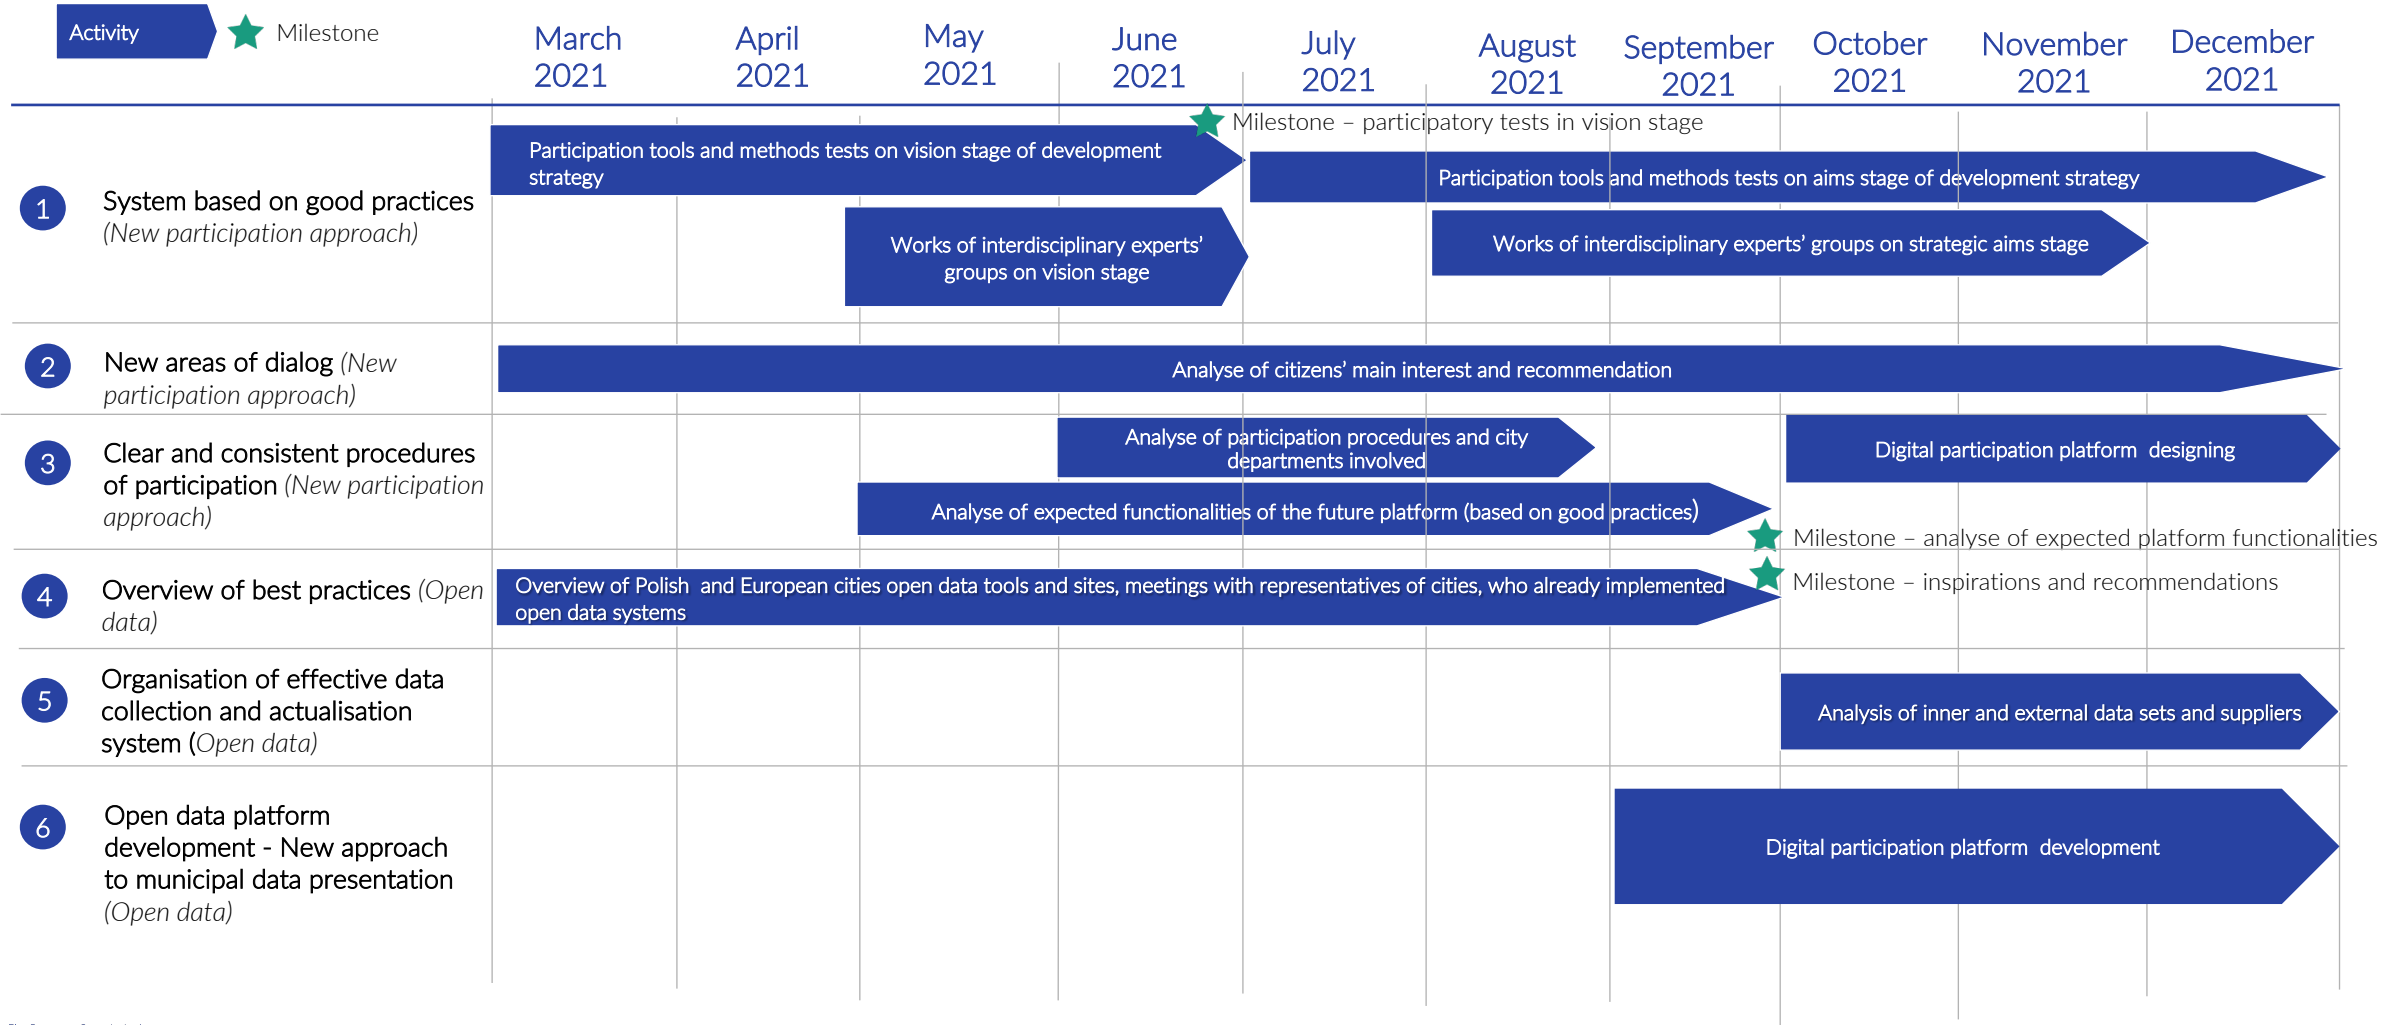 Activity
Milestone
March
2021
April
2021
May
2021
June
2021
July
2021
August
2021
September
2021
October
2021
November
2021
December
2021
Milestone – participatory tests in vision stage
1
System based on good practices
(New participation approach)
Participation tools and methods tests on vision stage of development
strategy
Participation tools and methods tests on aims stage of development strategy
Works of interdisciplinary experts’
groups on vision stage
Works of interdisciplinary experts’ groups on strategic aims stage
2
New areas of dialog (New
participation approach)
Analyse of citizens’ main interest and recommendation
3
Clear and consistent procedures
of participation (New participation
approach)
Analyse of participation procedures and city
departments involved
Digital participation platform  designing
Analyse of expected functionalities of the future platform (based on good practices)
Milestone – analyse of expected platform functionalities
4
Overview of best practices (Open
data)
Overview of Polish  and European cities open data tools and sites, meetings with representatives of cities, who already implemented
open data systems
Milestone – inspirations and recommendations
5
Organisation of effective data
collection and actualisation
system (Open data)
Analysis of inner and external data sets and suppliers
6
Open data platform
development - New approach
to municipal data presentation
(Open data)
Digital participation platform  development